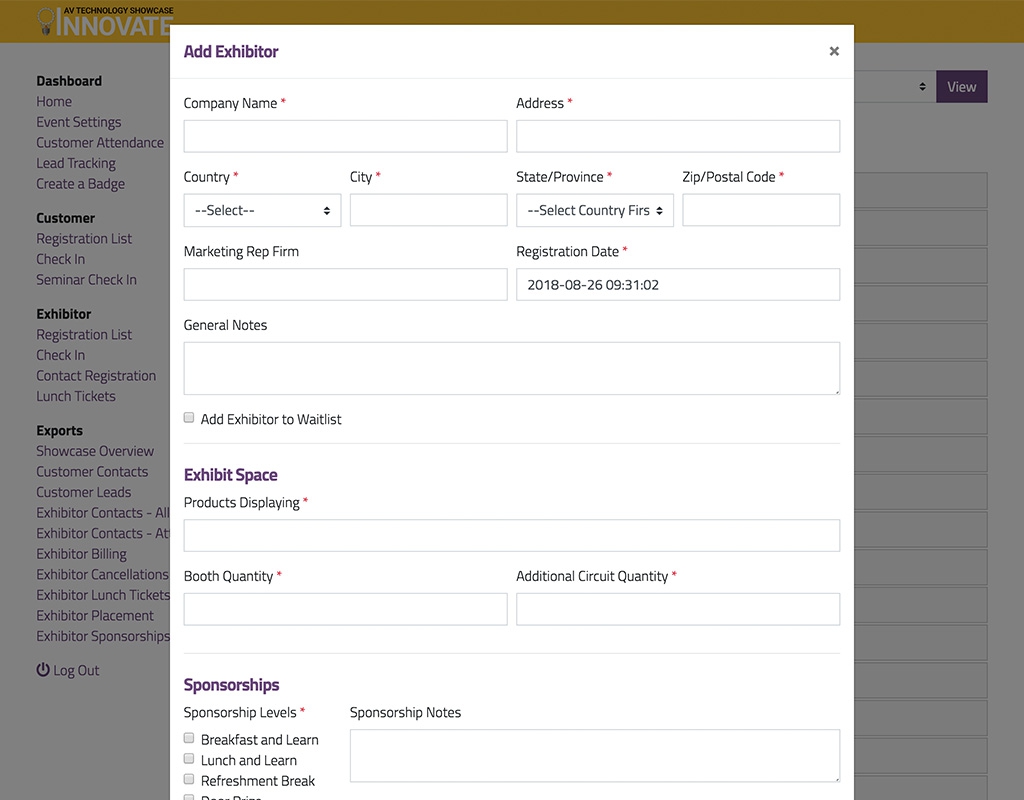 AV TECHNOLOGY SHOWCASE
INNOVATE
Dashboard
Home
Event Settings
Customer Attendance
Lead Tracking
Create a Badge
Customer
Registration List
Check In
Seminar Check In
Exhibitor
Registration List
Check In
Contact Registration
Lunch Tickets
Exports
Showcase Overview
Customer Contacts
Customer Leads
Exhibitor Contacts - All
Exhibitor Contacts - At
Exhibitor Billing
Exhibitor Cancellations
Exhibitor Lunch Tickets
Exhibitor Placement
Exhibitor Sponsorships
Log Out
View
Add Exhibitor ×
Company Name * Address *
Country * City * State/Province * Zip/Postal Code *
--Select-- --Select Country Firs
Marketing Rep Firm Registration Date *
2018-08-26 09:31:02
General Notes
Add Exhibitor to Waitlist
Exhibit Space
Products Displaying *
Booth Quantity * Additional Circuit Quantity *
Sponsorships
Sponsorship Levels * Sponsorship Notes
Breakfast and Learn
Lunch and Learn
Refreshment Break
Door Prize